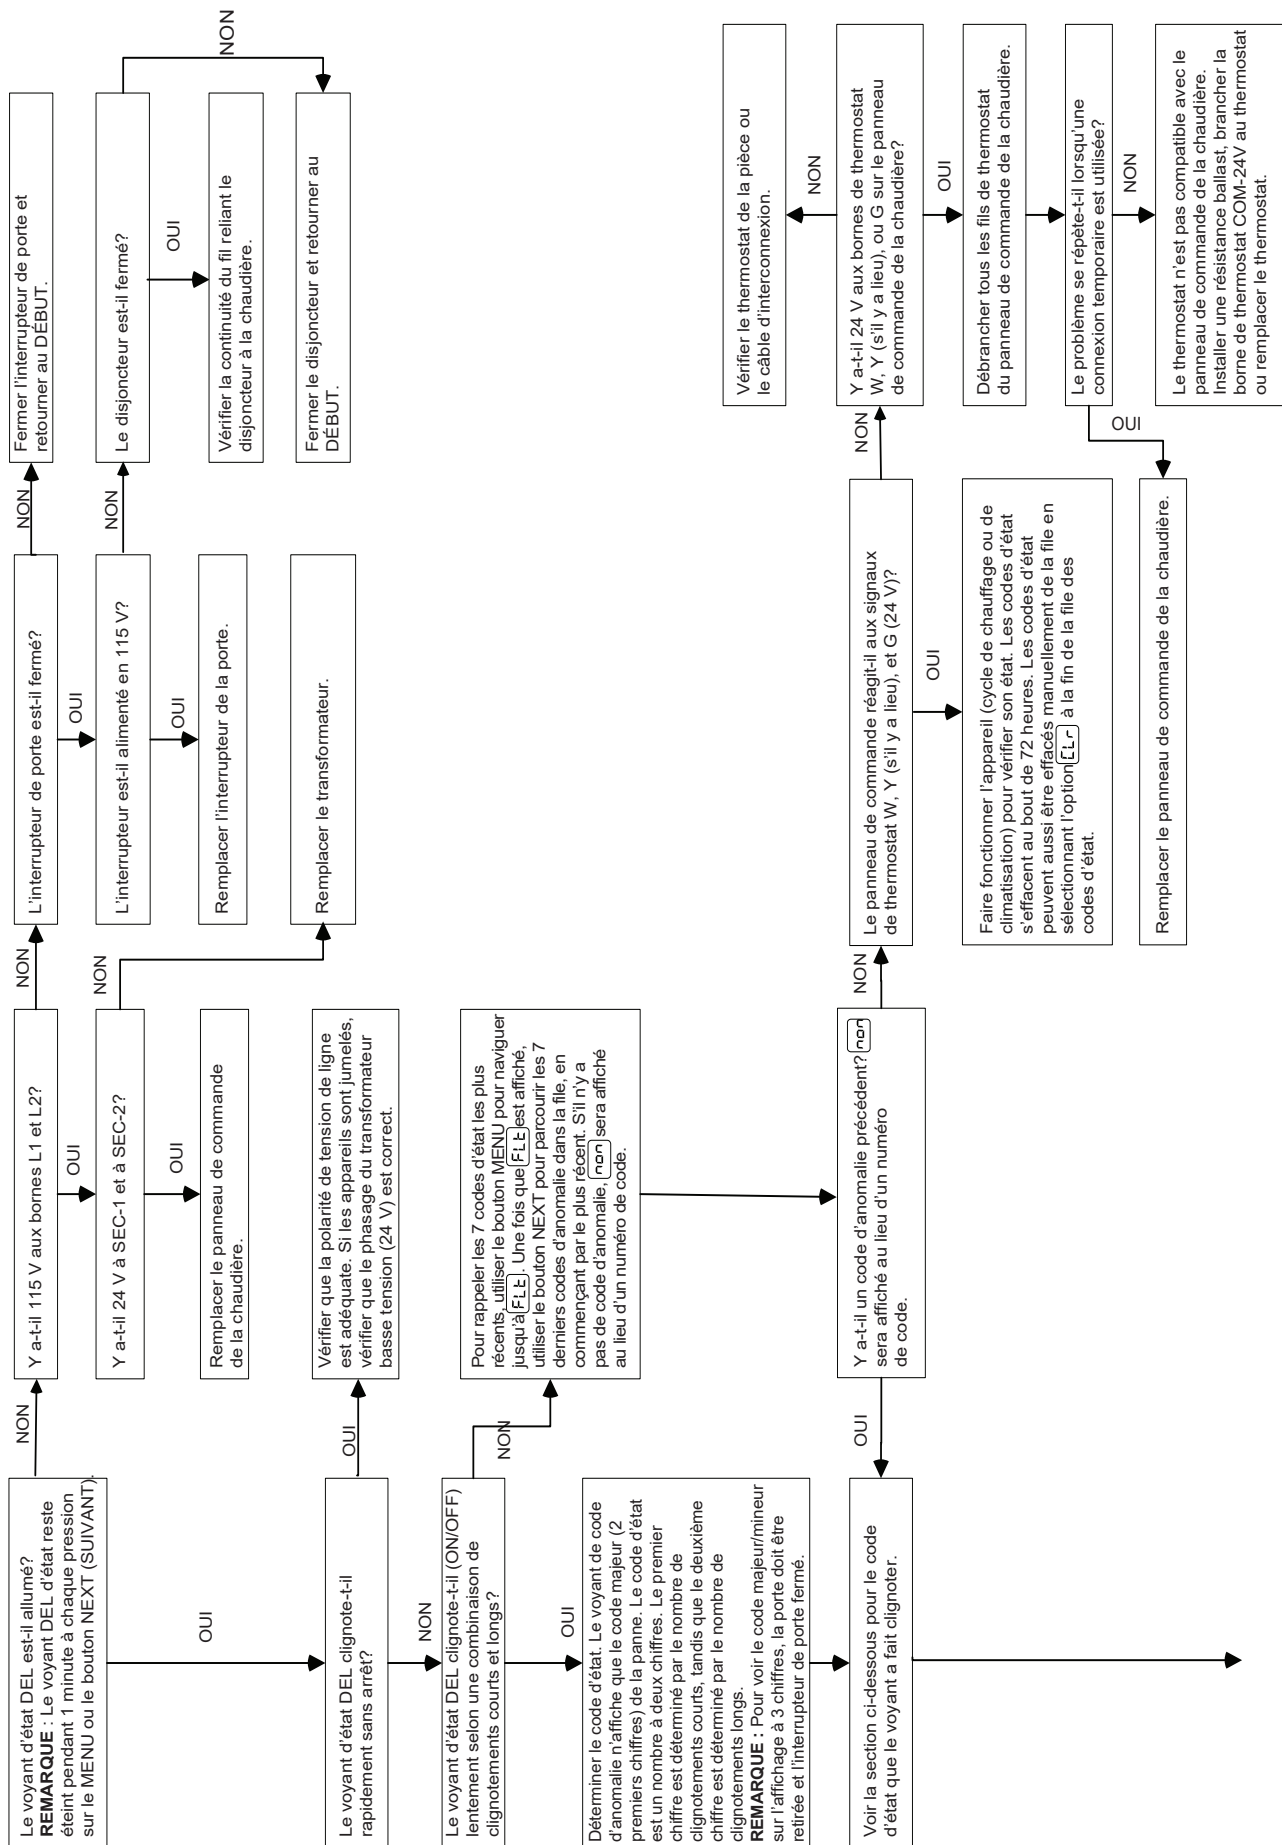 Le voyant d'état DEL est-il allumé?
REMARQUE : Le voyant DEL d'état reste
éteint pendant 1 minute à chaque pression
sur le MENU ou le bouton NEXT (SUIVANT).
NON
Y a-t-il 115 V aux bornes L1 et L2?
NON
L'interrupteur de porte est-il fermé?
NON
Fermer l'interrupteur de porte et
retourner au DÉBUT.
OUI
L'interrupteur est-il alimenté en 115 V?
NON
Le disjoncteur est-il fermé?
NON
OUI
Remplacer l'interrupteur de la porte.
OUI
Vérifier la continuité du fil reliant le
disjoncteur à la chaudière.
Fermer le disjoncteur et retourner au
DÉBUT.
OUI
Y a-t-il 24 V à SEC-1 et à SEC-2?
NON
Remplacer le transformateur.
OUI
Remplacer le panneau de commande
de la chaudière.
OUI
Le voyant d'état DEL clignote-t-il
rapidement sans arrêt?
OUI
Vérifier que la polarité de tension de ligne
est adéquate. Si les appareils sont jumelés,
vérifier que le phasage du transformateur
basse tension (24 V) est correct.
NON
Le voyant d'état DEL clignote-t-il (ON/OFF)
lentement selon une combinaison de
clignotements courts et longs?
NON
Pour rappeler les 7 codes d'état les plus
récents, utiliser le bouton MENU pour naviguer
jusqu'à FLt. Une fois que FLt est affiché,
utiliser le bouton NEXT pour parcourir les 7
derniers codes d'anomalie dans la file, en
commençant par le plus récent. S'il n'y a
pas de code d'anomalie, non sera affiché
au lieu d'un numéro de code.
OUI
Déterminer le code d'état. Le voyant de code
d'anomalie n'affiche que le code majeur (2
premiers chiffres) de la panne. Le code d'état
est un nombre à deux chiffres. Le premier
chiffre est déterminé par le nombre de
clignotements courts, tandis que le deuxième
chiffre est déterminé par le nombre de
clignotements longs.
REMARQUE : Pour voir le code majeur/mineur
sur l'affichage à 3 chiffres, la porte doit être
retirée et l'interrupteur de porte fermé.
Voir la section ci-dessous pour le code
d'état que le voyant a fait clignoter.
OUI
Y a-t-il un code d'anomalie précédent? non
sera affiché au lieu d'un numéro
de code.
NON
Le panneau de commande réagit-il aux signaux
de thermostat W, Y (s'il y a lieu), et G (24 V)?
NON
Y a-t-il 24 V aux bornes de thermostat
W, Y (s'il y a lieu), ou G sur le panneau
de commande de la chaudière?
NON
Vérifier le thermostat de la pièce ou
le câble d'interconnexion.
OUI
Débrancher tous les fils de thermostat
du panneau de commande de la chaudière.
Le problème se répète-t-il lorsqu'une
connexion temporaire est utilisée?
NON
Le thermostat n'est pas compatible avec le
panneau de commande de la chaudière.
Installer une résistance ballast, brancher la
borne de thermostat COM-24V au thermostat
ou remplacer le thermostat.
OUI
Remplacer le panneau de commande de la chaudière.
OUI
Faire fonctionner l'appareil (cycle de chauffage ou de
climatisation) pour vérifier son état. Les codes d'état
s'effacent au bout de 72 heures. Les codes d'état
peuvent aussi être effacés manuellement de la file en
sélectionnant l'option CLr à la fin de la file des
codes d'état.